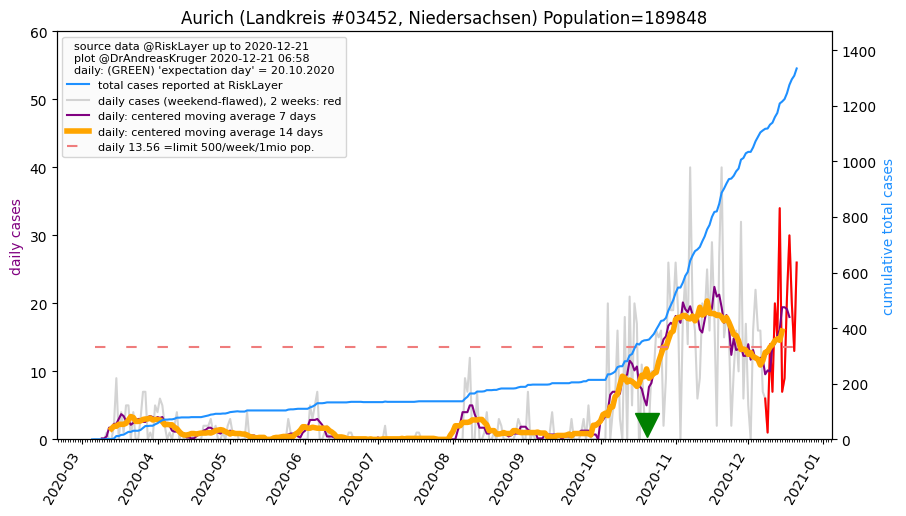 Aurich (Landkreis #03452, Niedersachsen) Population=189848
source data @RiskLayer up to 2020-12-21
plot @DrAndreasKruger 2020-12-21 06:58
daily: (GREEN) 'expectation day' = 20.10.2020
total cases reported at RiskLayer
daily cases (weekend-flawed), 2 weeks: red
daily: centered moving average 7 days
daily: centered moving average 14 days
daily 13.56 =limit 500/week/1mio pop.
daily cases
60
50
40
30
20
10
0
cumulative total cases
1400
1200
1000
800
600
400
200
0
2020-03
2020-04
2020-05
2020-06
2020-07
2020-08
2020-09
2020-10
2020-11
2020-12
2021-01